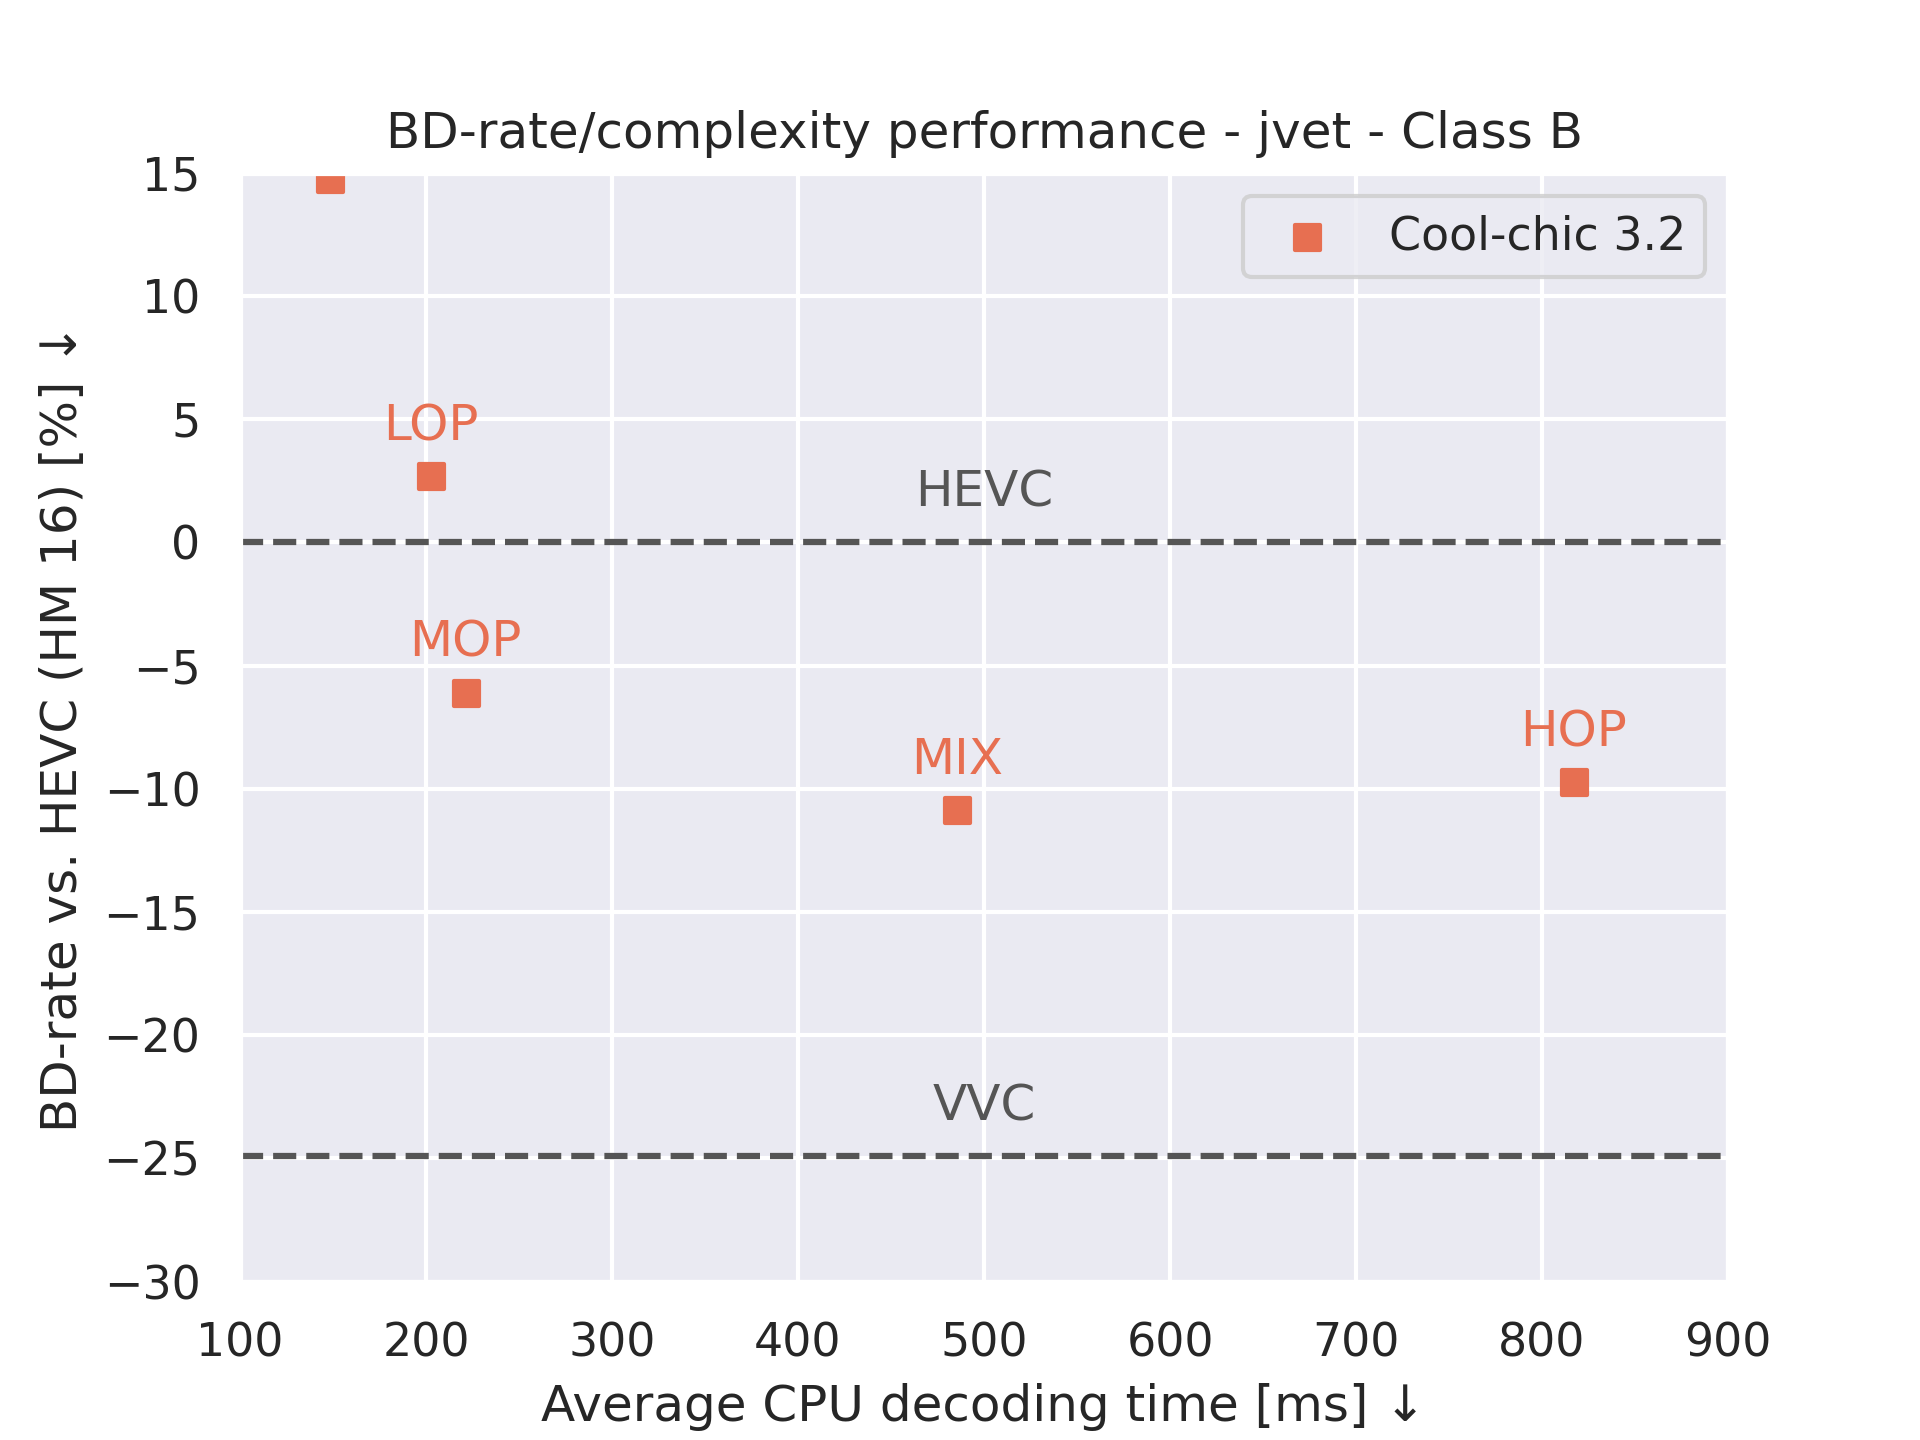 BD-rate/complexity performance - jvet - Class B
15
10
5
0
−5
−10
−15
−20
−25
−30
BD-rate vs. HEVC (HM 16) [%] ↓
Cool-chic 3.2
LOP
HEVC
MOP
HOP
MIX
VVC
100 200 300 400 500 600 700 800 900
Average CPU decoding time [ms] ↓